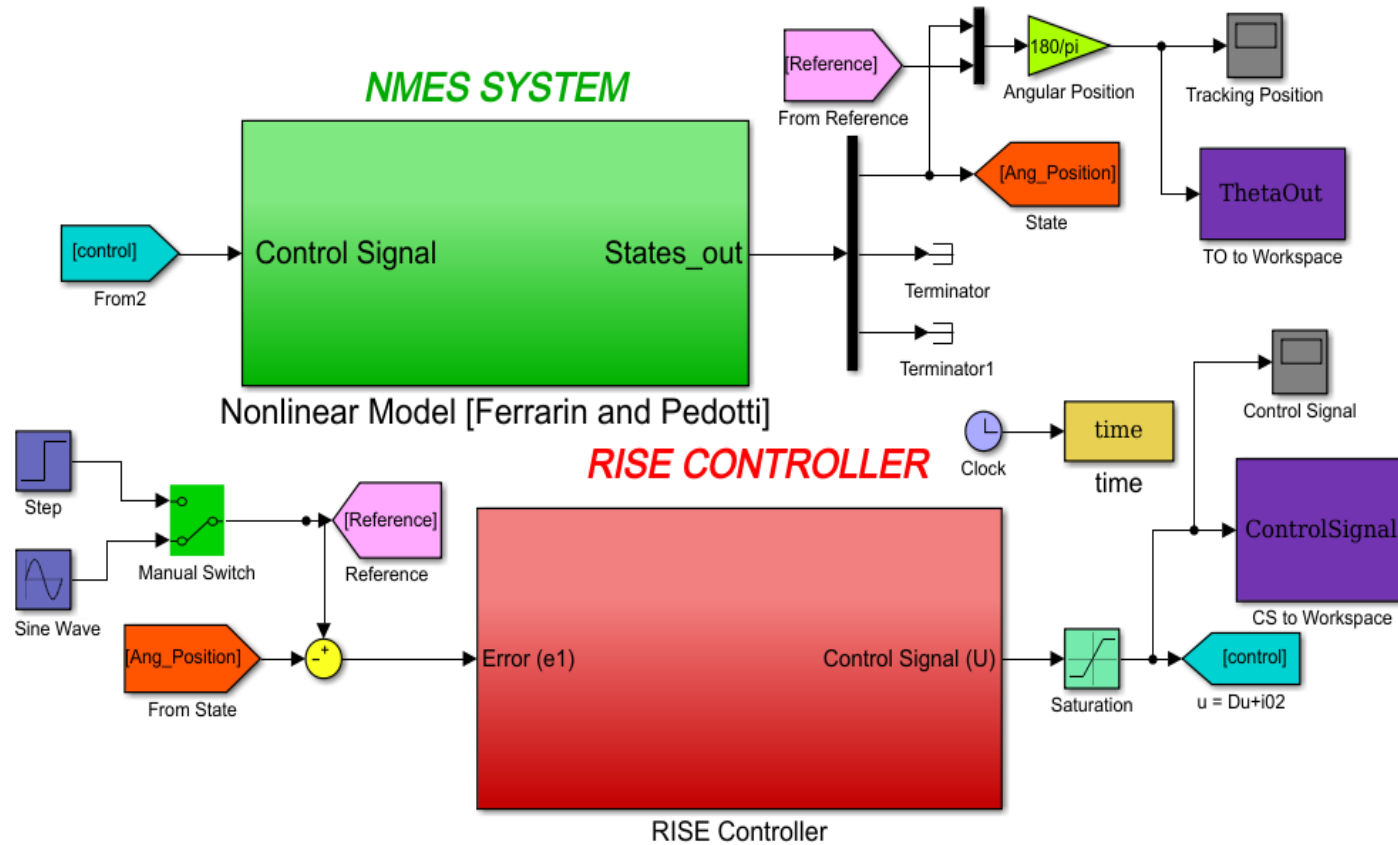 NMES SYSTEM
[control]
From2
Control Signal
States_out
Nonlinear Model [Ferrarin and Pedotti]
[Reference]
From Reference
180/pi
Angular Position
Tracking Position
[Ang_Position]
State
ThetaOut
TO to Workspace
Terminator
Terminator1
Clock
time
time
Control Signal
ControlSignal
CS to Workspace
RISE CONTROLLER
Step
Sine Wave
Manual Switch
[Reference]
Reference
[Ang_Position]
From State
-
+
Error (e1)
Control Signal (U)
RISE Controller
Saturation
[control]
u = Du+i02